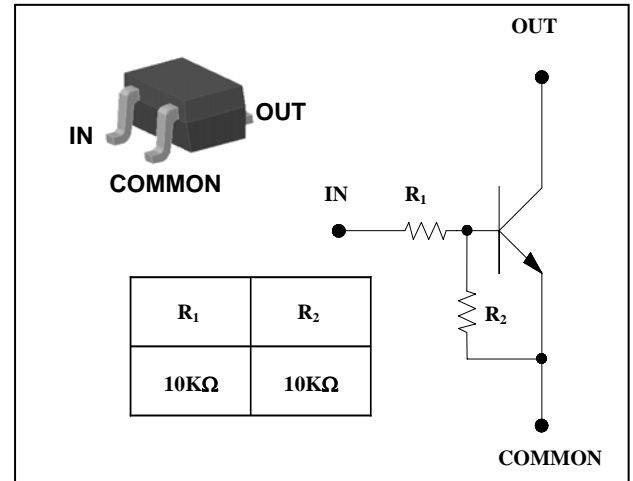 OUT
OUT
IN
COMMON
IN R₁
R₂
R₁ R₂
10KΩ 10KΩ
COMMON